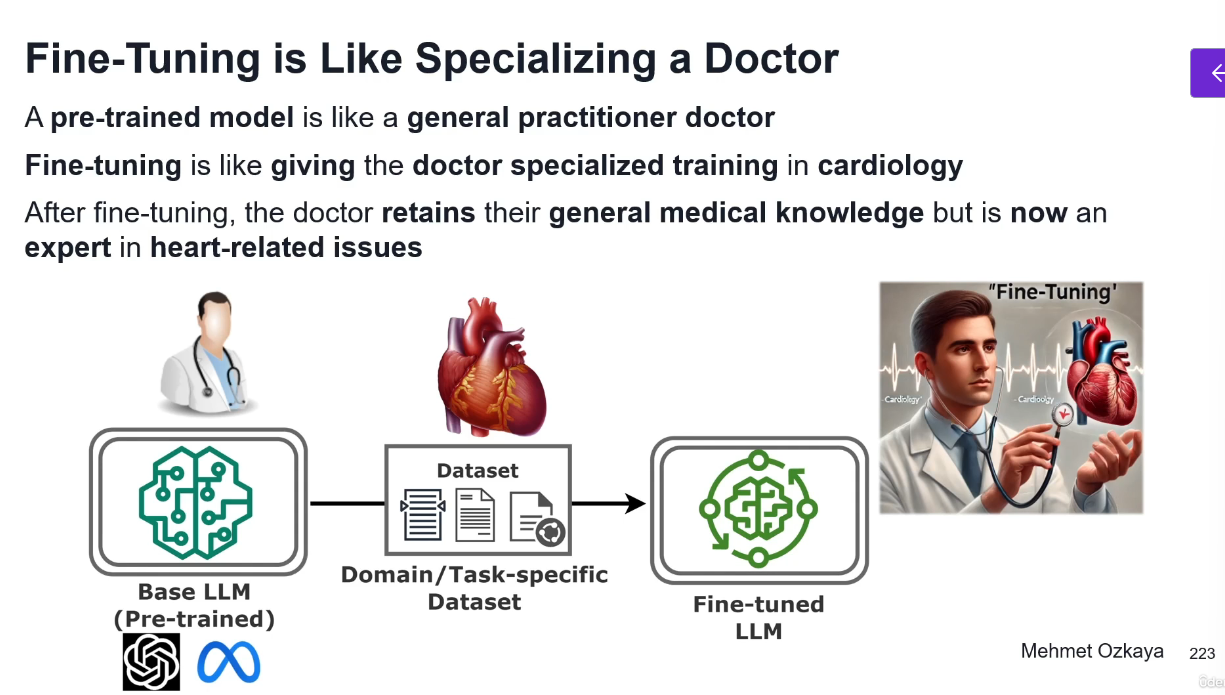 Fine-Tuning is Like Specializing a Doctor
A pre-trained model is like a general practitioner doctor
Fine-tuning is like giving the doctor specialized training in cardiology
After fine-tuning, the doctor retains their general medical knowledge but is now an
expert in heart-related issues
"Fine-Tuning'
Cardiology"
Dataset
Domain/Task-specific
Dataset
Base LLM
(Pre-trained)
Fine-tuned
LLM
Mehmet Ozkaya
223